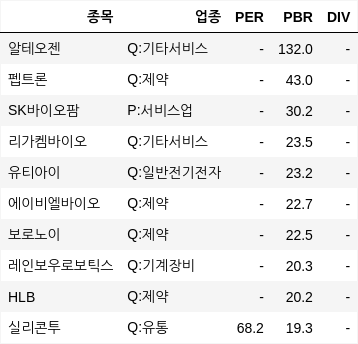 종목 업종 PER PBR DIV
알테오젠 Q:기타서비스 - 132.0 -
펩트론 Q:제약 - 43.0 -
SK바이오팜 P:서비스업 - 30.2 -
리가켐바이오 Q:기타서비스 - 23.5 -
유티아이 Q:일반전기전자 - 23.2 -
에이비엘바이오 Q:제약 - 22.7 -
보로노이 Q:제약 - 22.5 -
레인보우로보틱스 Q:기계장비 - 20.3 -
HLB Q:제약 - 20.2 -
실리콘투 Q:유통 68.2 19.3 -